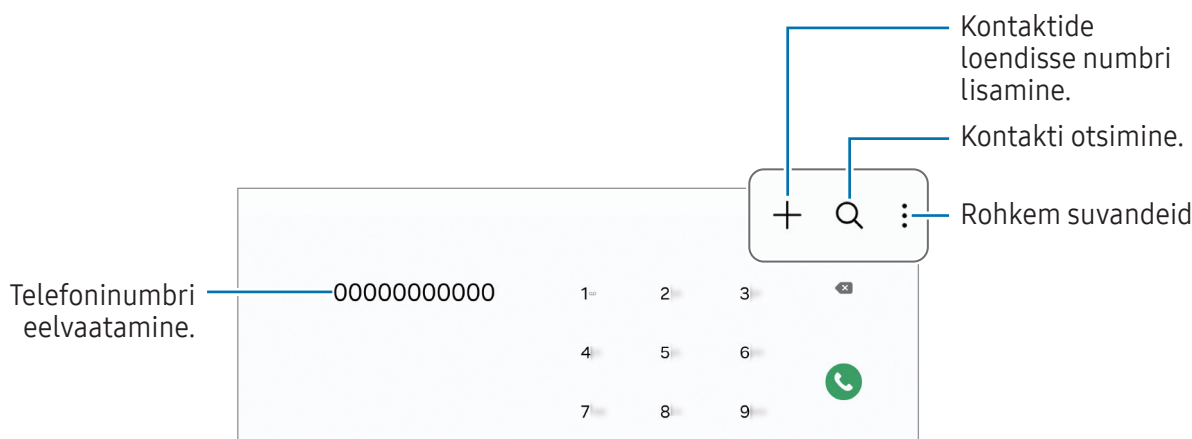 Kontaktide
loendisse numbri
lisamine.
Kontakti otsimine.
Rohkem suvandeid
Telefoninumbri
eelvaatamine.
00000000000
1 2 3
4 5 6
7 8 9